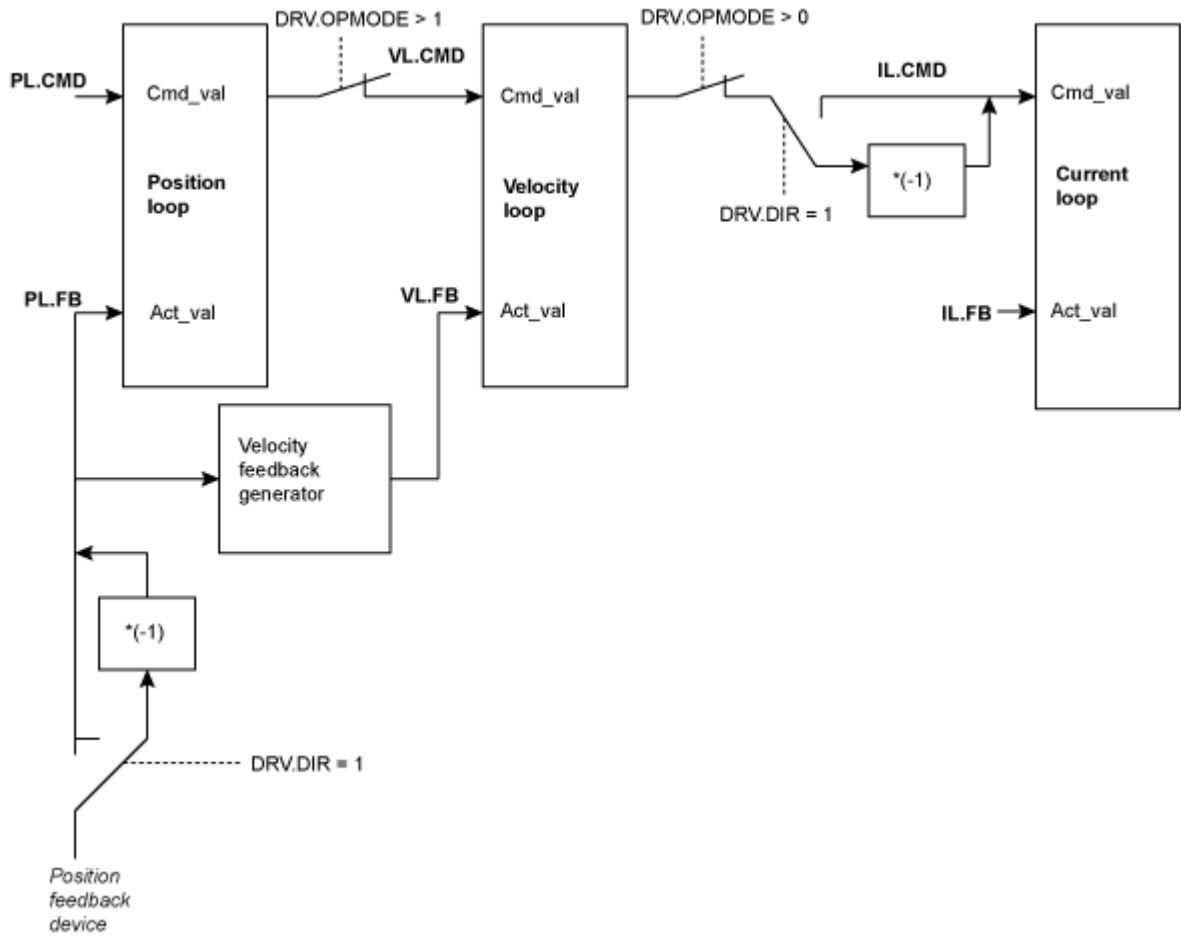 DRV.OPMODE > 1
DRV.OPMODE > 0
PL.CMD
Cmd_val
VL.CMD
Cmd_val
IL.CMD
Cmd_val
Position
loop
Velocity
loop
*(-1)
Current
loop
DRV.DIR = 1
PL.FB
Act_val
VL.FB
Act_val
IL.FB
Act_val
Velocity
feedback
generator
*(-1)
DRV.DIR = 1
Position
feedback
device